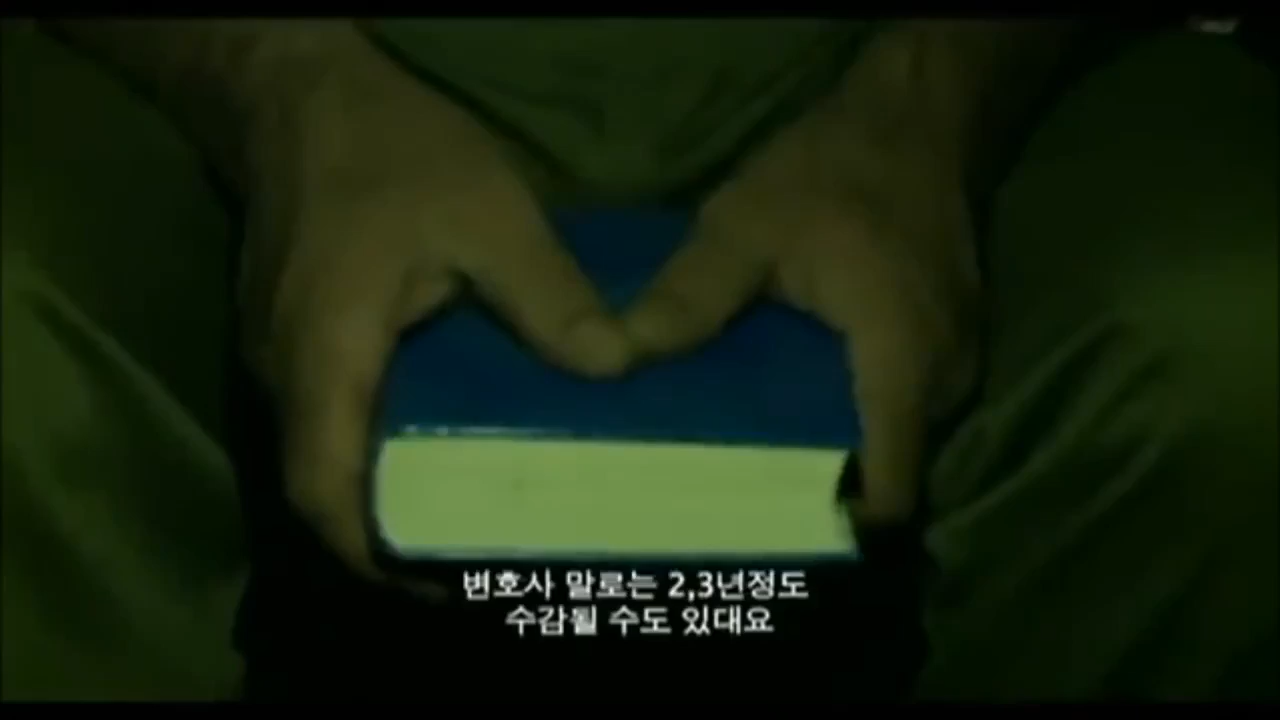 변호사 말로는 2,3년정도
수감될 수도 있대요